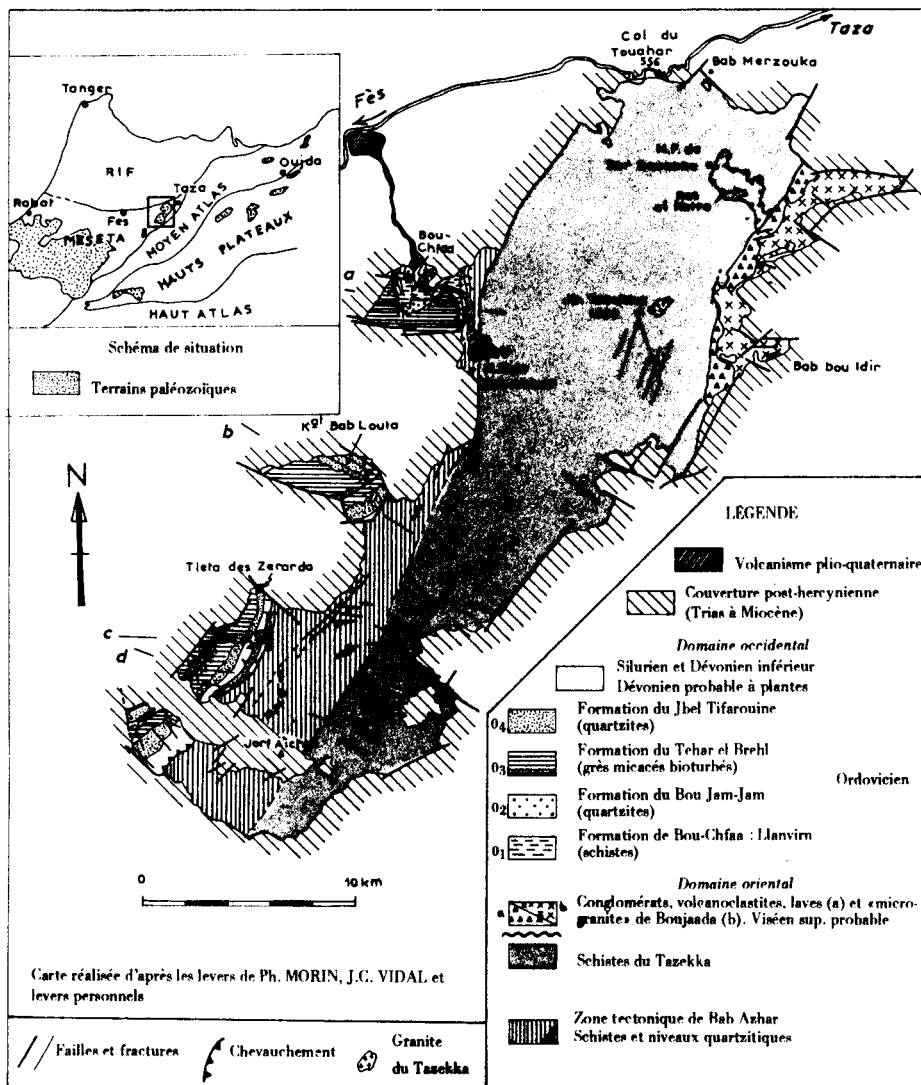 Taza
Col du
Touahar
556
Bab Merzouka
Fès
Tanger
RIF
Oujda
Taza
Rabat
Fès
MESETA
MOYEN ATLAS
HAUTS PLATEAUX
HAUT ATLAS
Schéma de situation
Terrains paléozoïques
Bou-
Chfaa
a
Bab bou Idir
b
Bab Louta
N
Tleta des Zerarda
c
d
Jorf Aïcha
0 10 km
LÉGENDE
Volcanisme plio-quaternaire
Couverture post-hercynienne
(Trias à Miocène)
Domaine occidental
Silurien et Dévonien inférieur
Dévonien probable à plantes
O4 Formation du Jbel Tifarouine
(quartzites)
O3 Formation du Tehar el Brehl
(grès micacés bioturbés)
Ordovicien
O2 Formation du Bou Jam-Jam
(quartzites)
O1 Formation de Bou-Chfaa : Llanvirn
(schistes)
Domaine oriental
a b Conglomérats, volcanoclastites, laves (a) et «micro-
granite» de Boujaada (b). Viséen sup. probable
Schistes du Tazekka
Zone tectonique de Bab Azhar
Schistes et niveaux quartzitiques
Carte réalisée d'après les levers de Ph. MORIN, J.C. VIDAL et
levers personnels
Failles et fractures
Chevauchement
Granite
du Tazekka